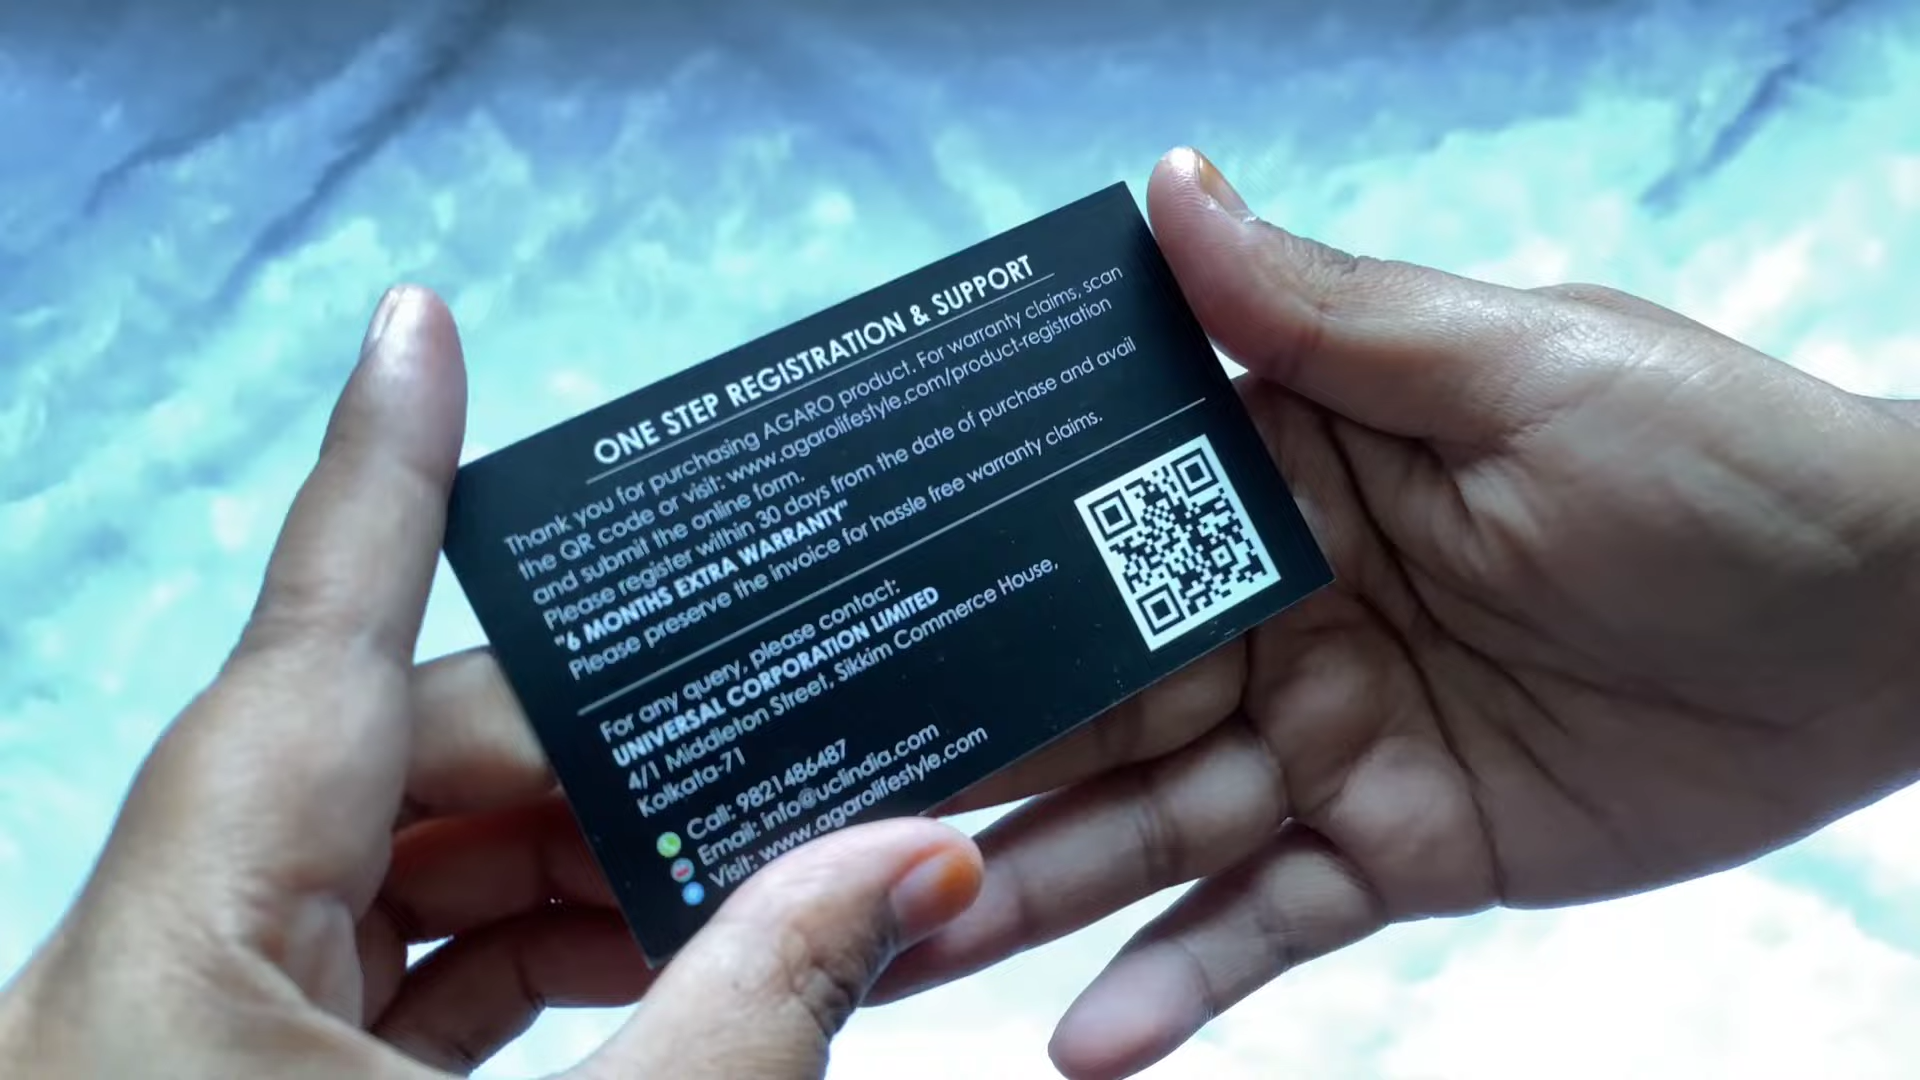 ONE STEP REGISTRATION & SUPPORT
Thank you for purchasing AGARO product. For warranty claims, scan
the QR code or visit: www.agarolifestyle.com/product-registration
and submit the online form.
Please register within 30 days from the date of purchase and avail
"6 MONTHS EXTRA WARRANTY"
Please preserve the invoice for hassle free warranty claims.
For any query, please contact:
UNIVERSAL CORPORATION LIMITED
4/1 Middleton Street, Sikkim Commerce House,
Kolkata-71
Call: 9821486487
Email: info@uclindia.com
Visit: www.agarolifestyle.com